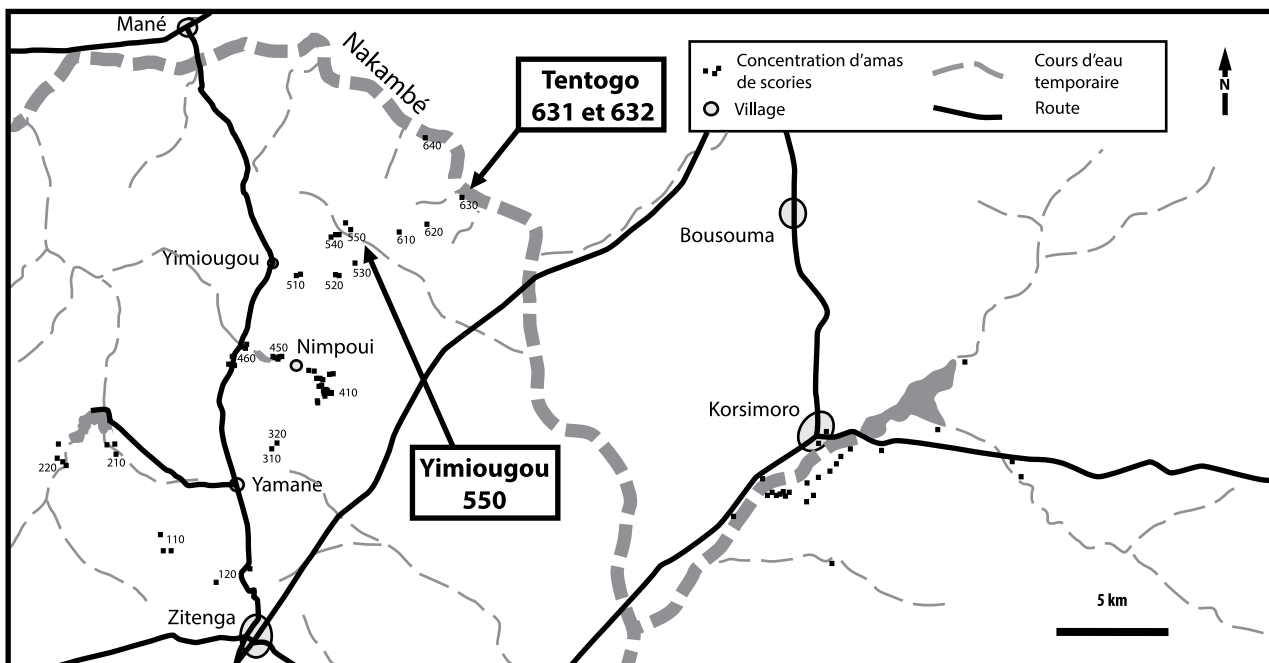 Mané
Nakambé
Tentogo
631 et 632
Concentration d'amas
de scories
Village
Cours d'eau
temporaire
Route
N
640
630
620
610
550
540
530
520
510
Yimiougou
Bousouma
450
460
Nimpoui
410
Korsimoro
320
310
220
210
Yimiougou
550
Yamane
110
120
Zitenga
5 km